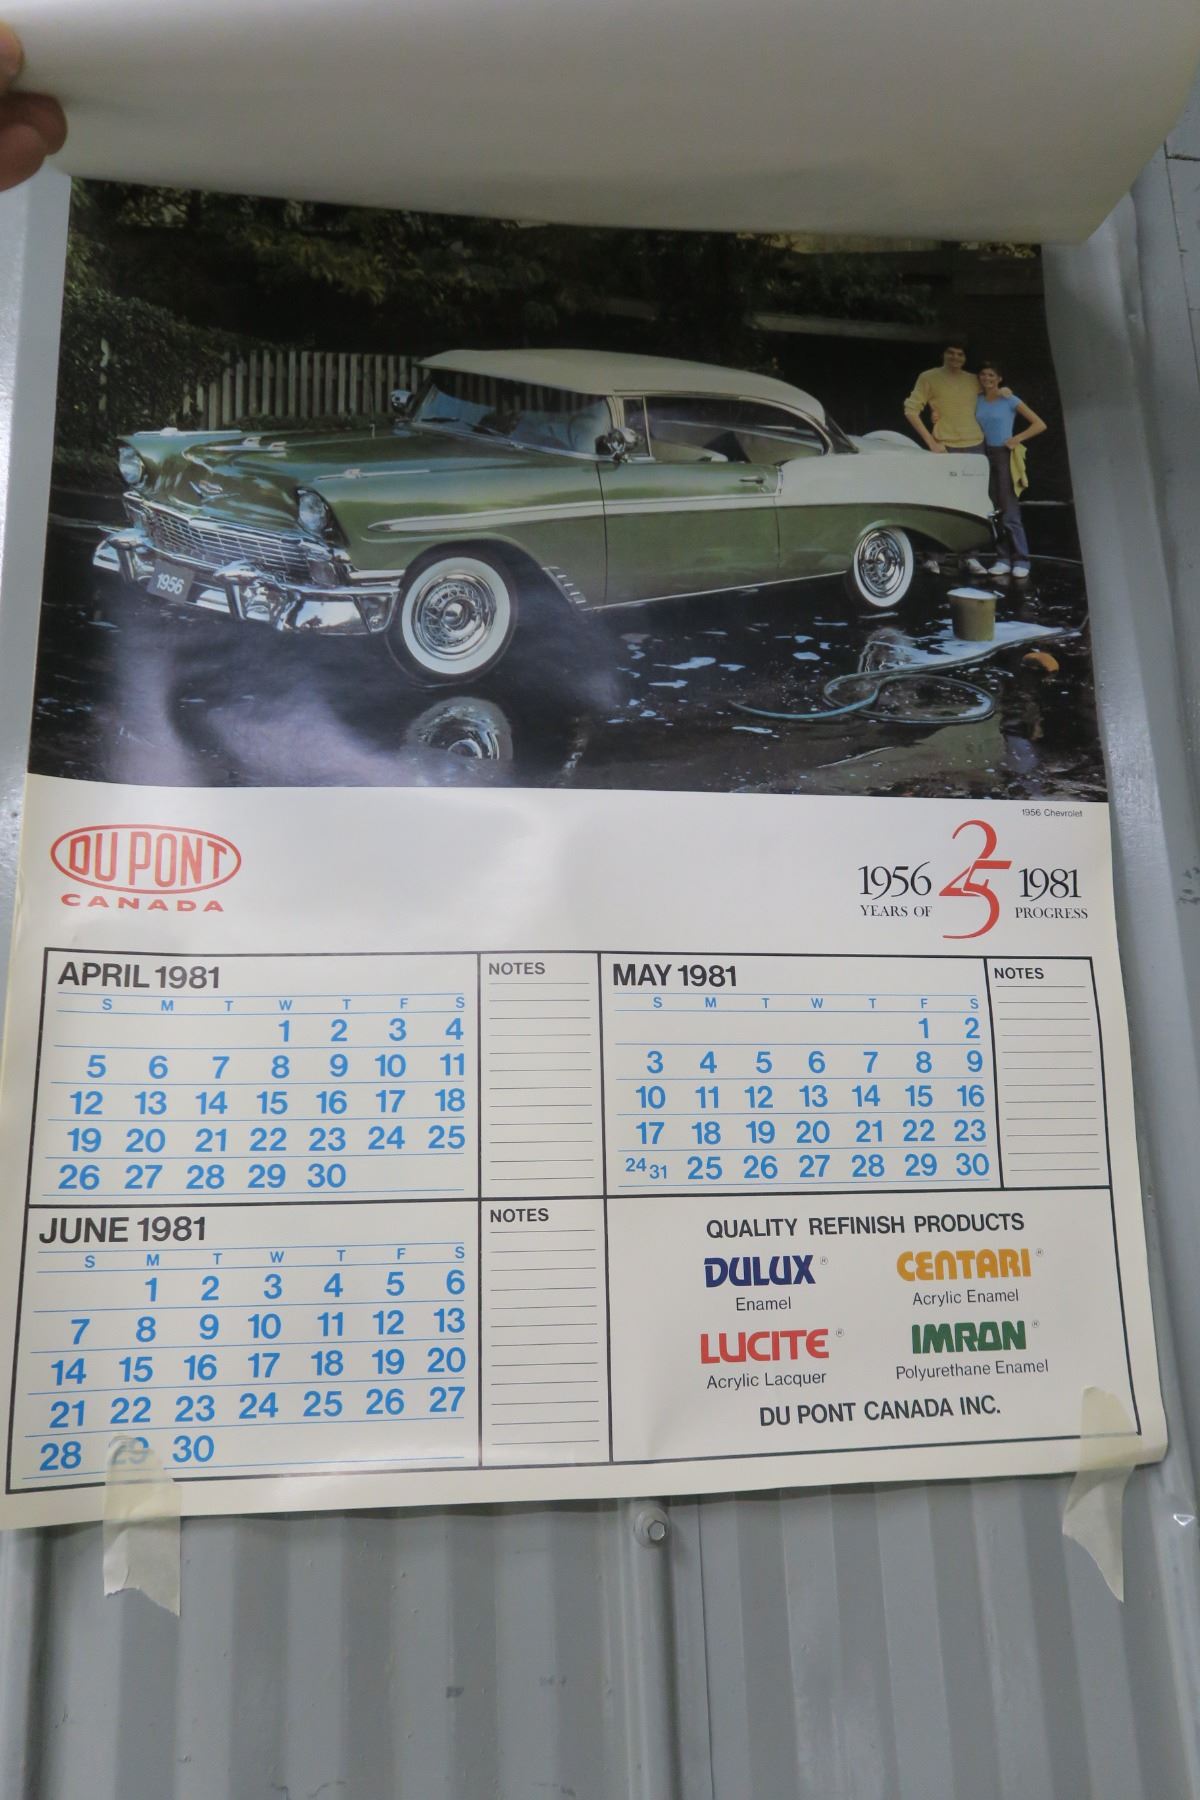 1956
1956 Chevrolet
DU PONT
CANADA
1956 25 1981
YEARS OF PROGRESS
APRIL 1981
S M T W T F S
1 2 3 4
5 6 7 8 9 10 11
12 13 14 15 16 17 18
19 20 21 22 23 24 25
26 27 28 29 30
NOTES
MAY 1981
S M T W T F S
1 2
3 4 5 6 7 8 9
10 11 12 13 14 15 16
17 18 19 20 21 22 23
24 31 25 26 27 28 29 30
NOTES
JUNE 1981
S M T W T F S
1 2 3 4 5 6
7 8 9 10 11 12 13
14 15 16 17 18 19 20
21 22 23 24 25 26 27
28 29 30
NOTES
QUALITY REFINISH PRODUCTS
DULUX® CENTARI®
Enamel Acrylic Enamel
LUCITE® IMRON®
Acrylic Lacquer Polyurethane Enamel
DU PONT CANADA INC.